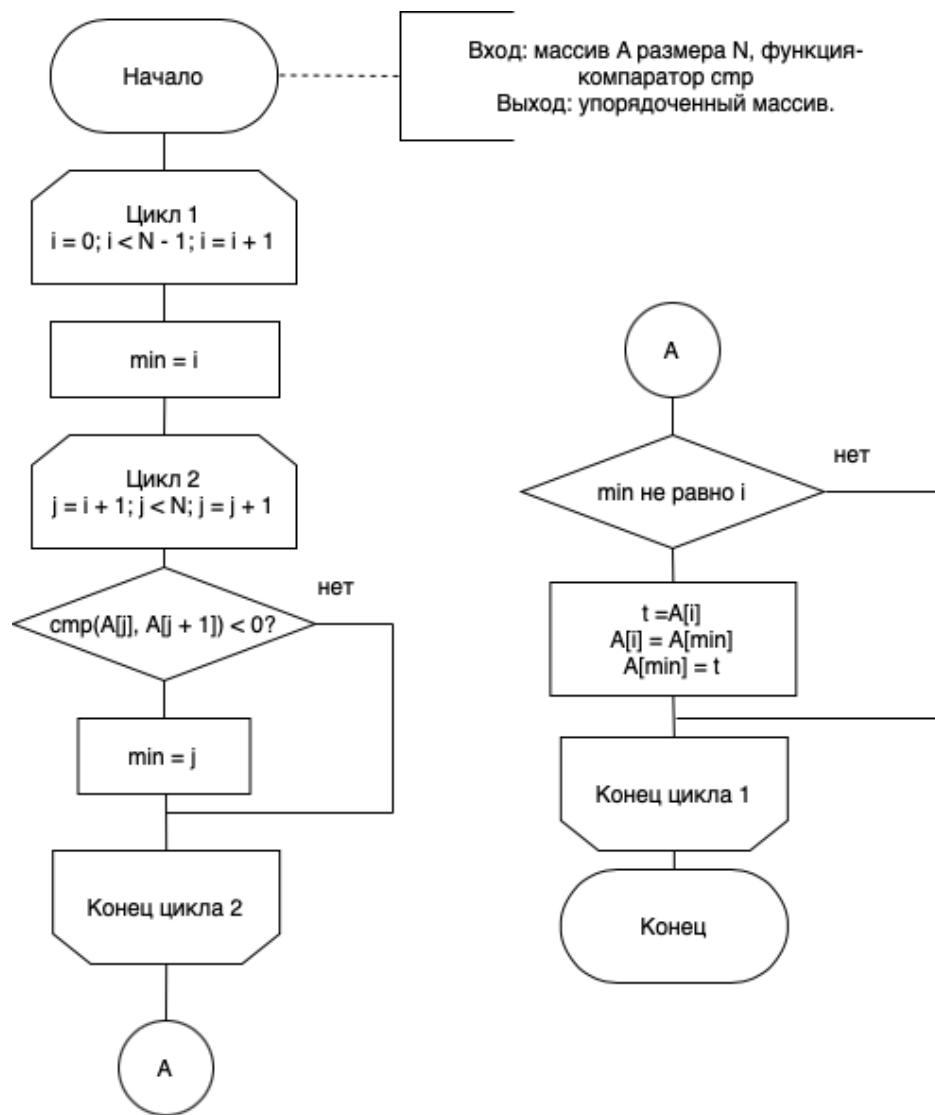 Начало
Вход: массив A размера N, функция-
компаратор cmp
Выход: упорядоченный массив.
Цикл 1
i = 0; i < N - 1; i = i + 1
min = i
Цикл 2
j = i + 1; j < N; j = j + 1
нет
cmp(A[j], A[j + 1]) < 0?
min = j
Конец цикла 2
A
A
нет
min не равно i
t =A[i]
A[i] = A[min]
A[min] = t
Конец цикла 1
Конец